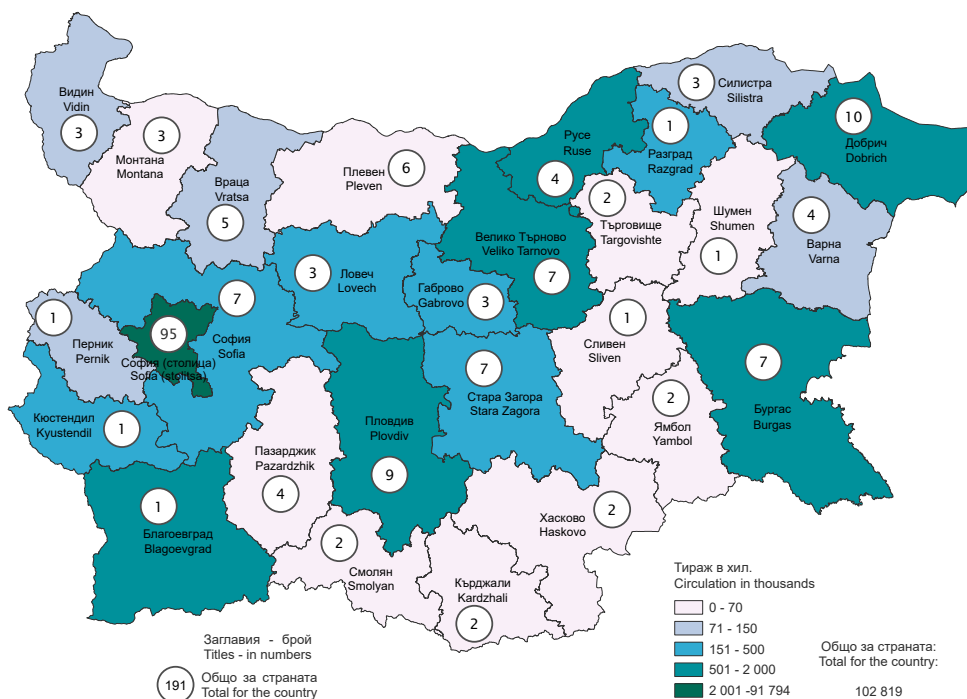 Видин
Vidin
3
3
Монтана
Montana
Враца
Vratsa
5
Плевен
Pleven
6
Русе
Ruse
4
3
Силистра
Silistra
1
Разград
Razgrad
10
Добрич
Dobrich
2
Търговище
Targovishte
Шумен
Shumen
1
4
Варна
Varna
Велико Търново
Veliko Tarnovo
7
3
Ловеч
Lovech
Габрово
Gabrovo
3
7
София
Sofia
95
София (столица)
Sofia (stolitsa)
1
Перник
Pernik
Кюстендил
Kyustendil
1
1
Сливен
Sliven
7
Стара Загора
Stara Zagora
2
Ямбол
Yambol
7
Бургас
Burgas
Пловдив
Plovdiv
9
Пазарджик
Pazardzhik
4
1
Благоевград
Blagoevgrad
2
Смолян
Smolyan
2
Хасково
Haskovo
Кърджали
Kardzhali
2
Заглавия - брой
Titles - in numbers
191
Общо за страната
Total for the country
Тираж в хил.
Circulation in thousands
0 - 70
71 - 150
151 - 500
501 - 2 000
2 001 -91 794
Общо за страната:
Total for the country:
102 819